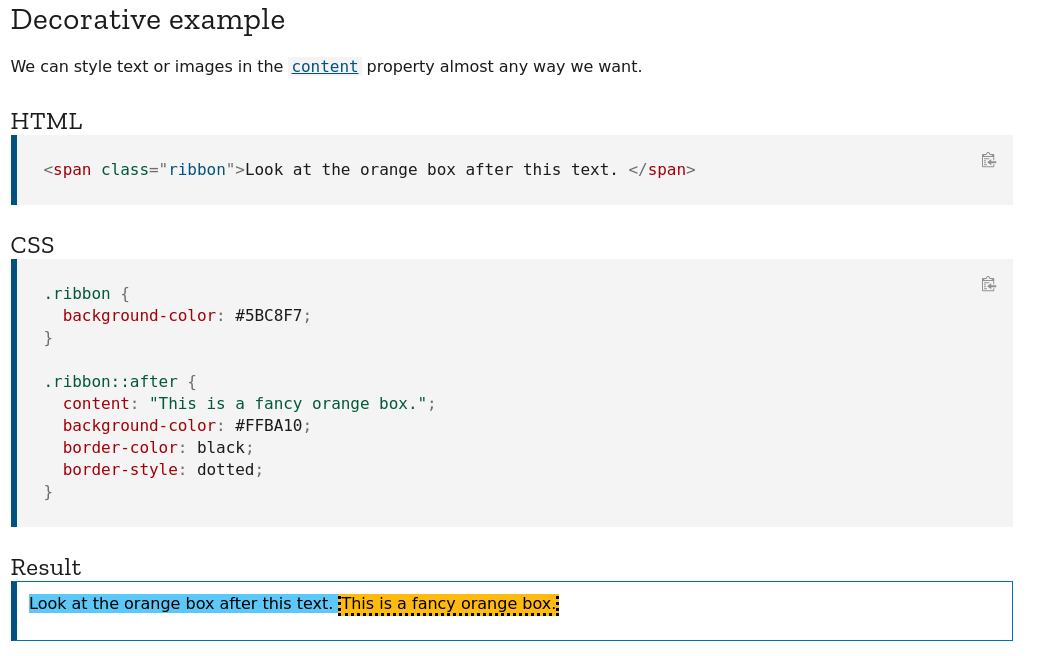 Decorative example
We can style text or images in the content property almost any way we want.
HTML
<span class="ribbon">Look at the orange box after this text. </span>
CSS
.ribbon {
  background-color: #5BC8F7;
}
.ribbon::after {
  content: "This is a fancy orange box.";
  background-color: #FFBA10;
  border-color: black;
  border-style: dotted;
}
Result
Look at the orange box after this text. This is a fancy orange box.